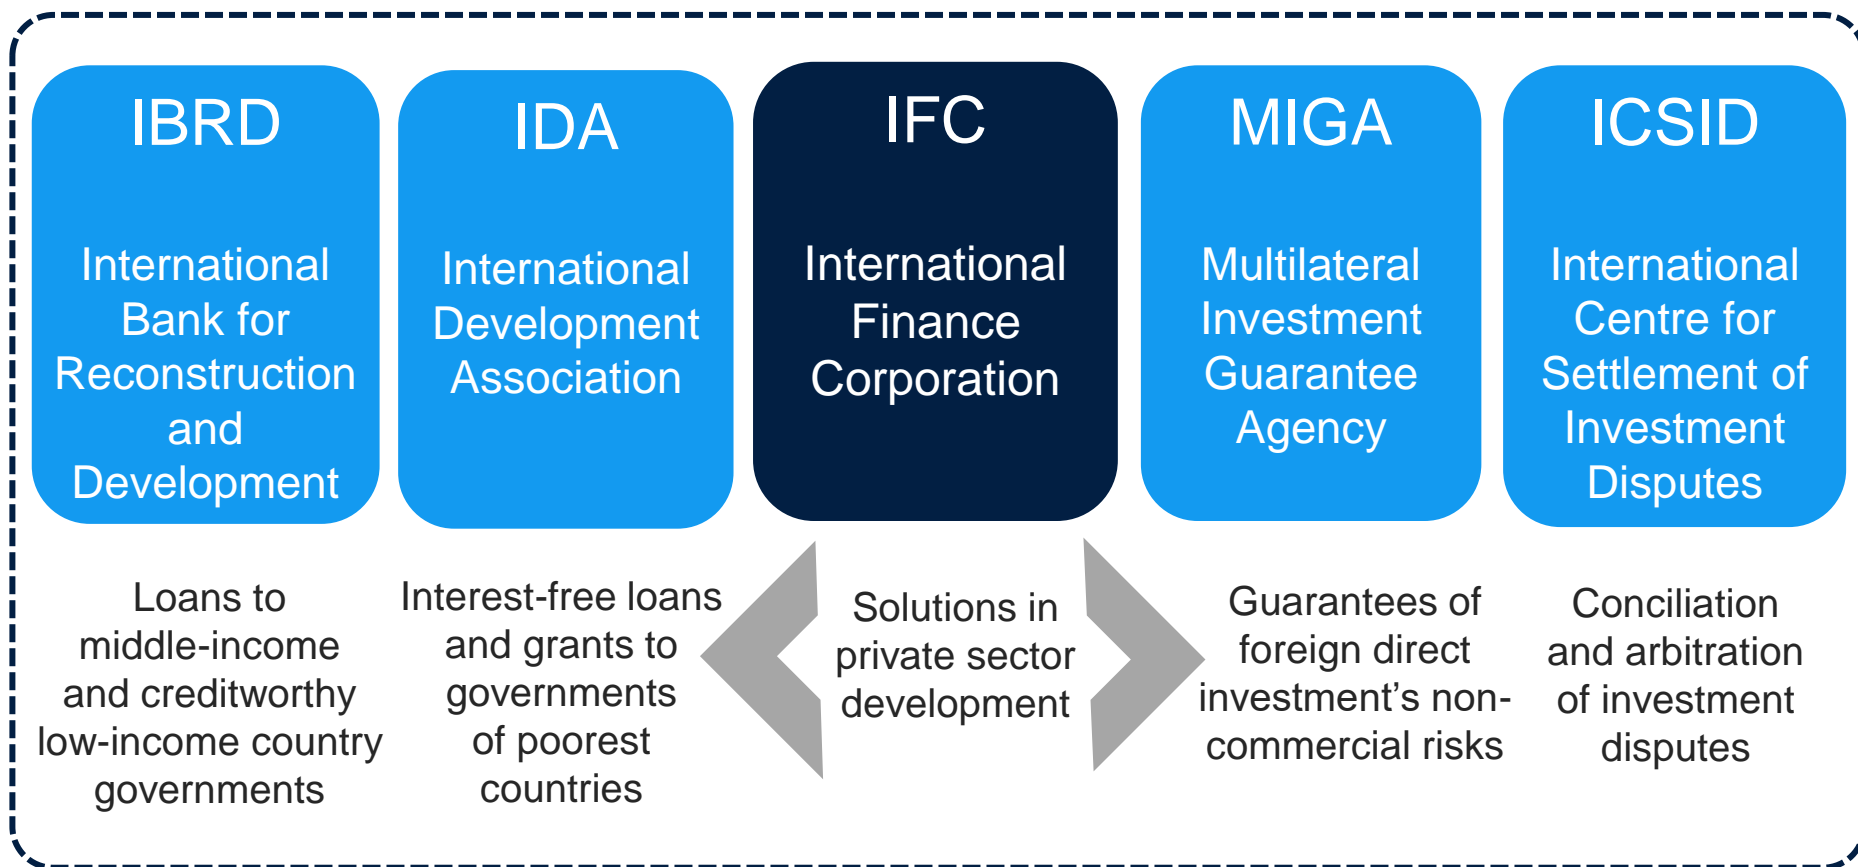 IBRD
International
Bank for
Reconstruction
and
Development
Loans to
middle-income
and creditworthy
low-income country
governments
IDA
International
Development
Association
Interest-free loans
and grants to
governments
of poorest
countries
IFC
International
Finance
Corporation
Solutions in
private sector
development
MIGA
Multilateral
Investment
Guarantee
Agency
Guarantees of
foreign direct
investment’s non-
commercial risks
ICSID
International
Centre for
Settlement of
Investment
Disputes
Conciliation
and arbitration
of investment
disputes